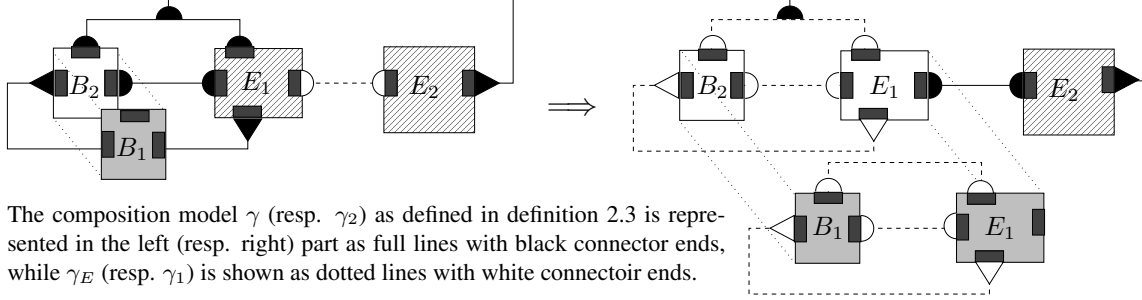 B₂
E₁
E₂
B₁
⟹
B₂
E₁
E₂
B₁
E₁
The composition model γ (resp. γ₂) as defined in definition 2.3 is repre-
sented in the left (resp. right) part as full lines with black connector ends,
while γ_E (resp. γ₁) is shown as dotted lines with white connectoir ends.